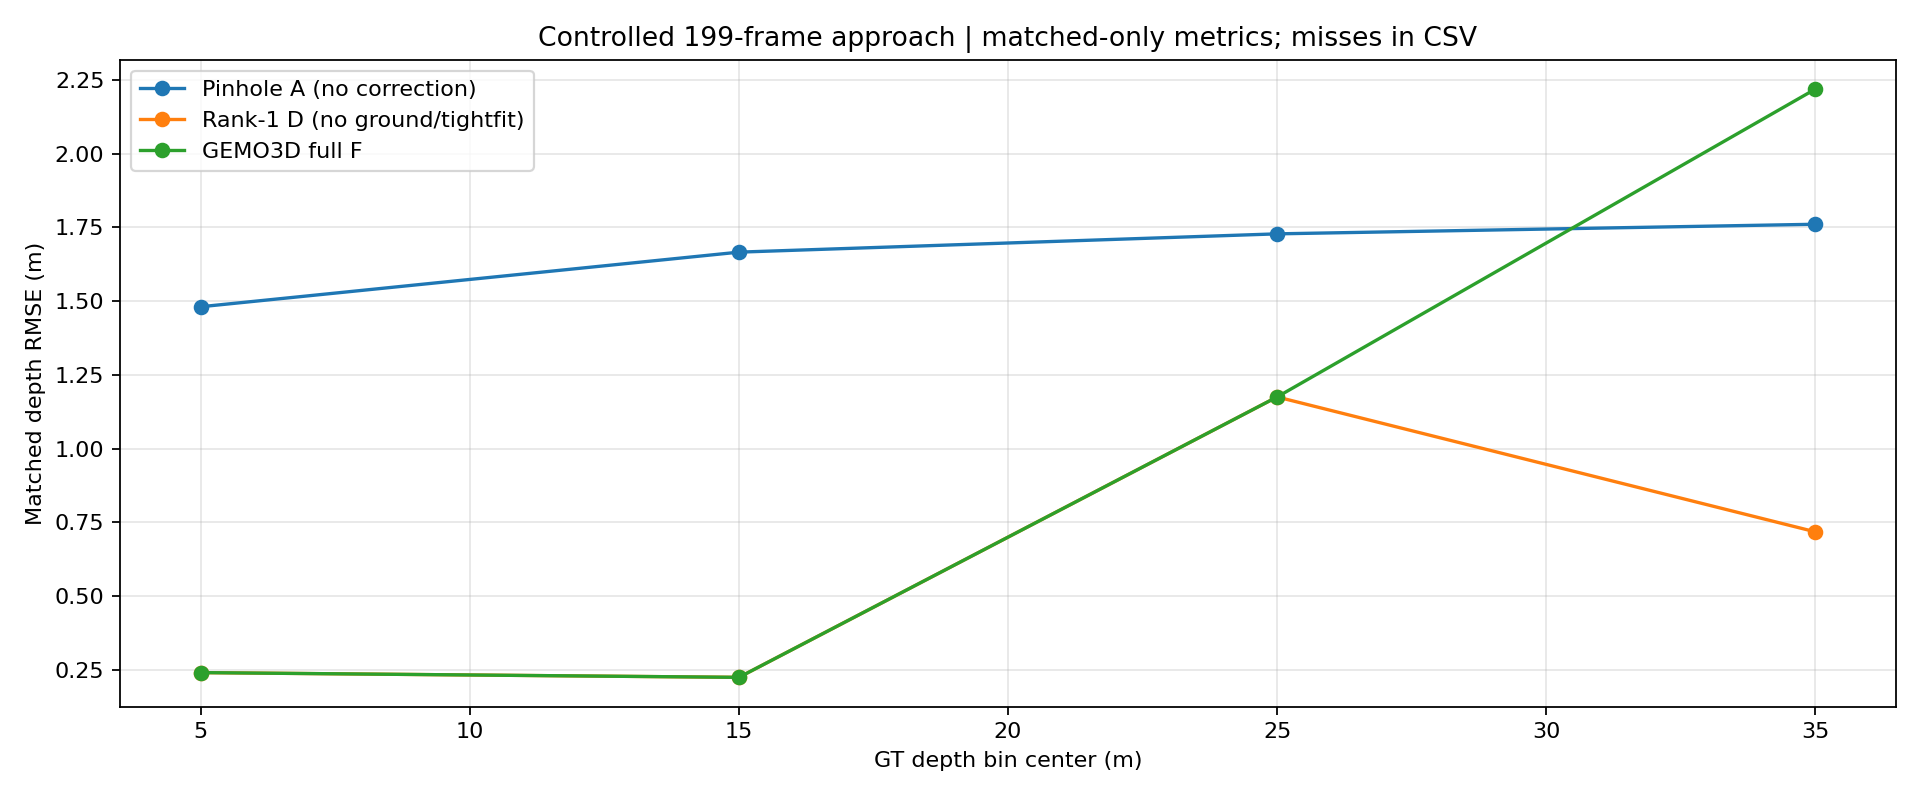 Controlled 199-frame approach | matched-only metrics; misses in CSV
Pinhole A (no correction)
Rank-1 D (no ground/tightfit)
GEMO3D full F
Matched depth RMSE (m)
2.25
2.00
1.75
1.50
1.25
1.00
0.75
0.50
0.25
5
10
15
20
25
30
35
GT depth bin center (m)